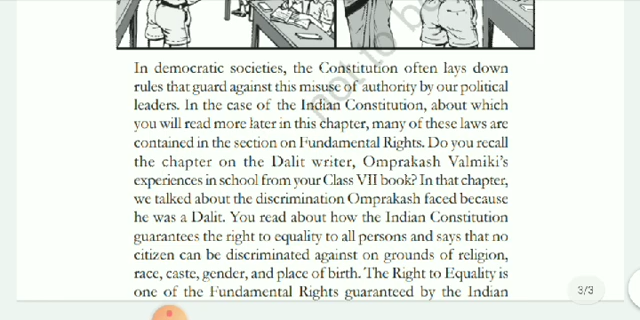 In democratic societies, the Constitution often lays down
rules that guard against this misuse of authority by our political
leaders. In the case of the Indian Constitution, about which
you will read more later in this chapter, many of these laws are
contained in the section on Fundamental Rights. Do you recall
the chapter on the Dalit writer, Omprakash Valmiki's
experiences in school from your Class VII book? In that chapter,
we talked about the discrimination Omprakash faced because
he was a Dalit. You read about how the Indian Constitution
guarantees the right to equality to all persons and says that no
citizen can be discriminated against on grounds of religion,
race, caste, gender, and place of birth. The Right to Equality is
one of the Fundamental Rights guaranteed by the Indian
3/3
not to be